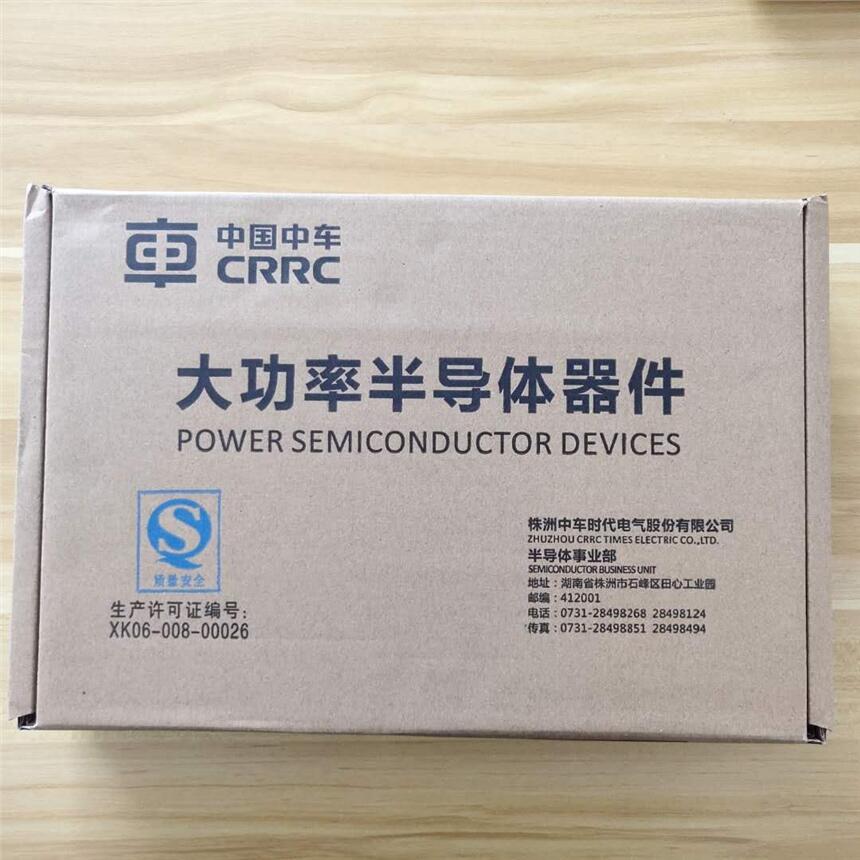 中国中车
CRRC
大功率半导体器件
POWER SEMICONDUCTOR DEVICES
质量安全
生产许可证编号:
XK06-008-00026
株洲中车时代电气股份有限公司
ZHUZHOU CRRC TIMES ELECTRIC CO.,LTD.
半导体事业部
SEMICONDUCTOR BUSINESS UNIT
地址:湖南省株洲市石峰区田心工业园
邮编:412001
电话:0731-28498268 28498124
传真:0731-28498851 28498494